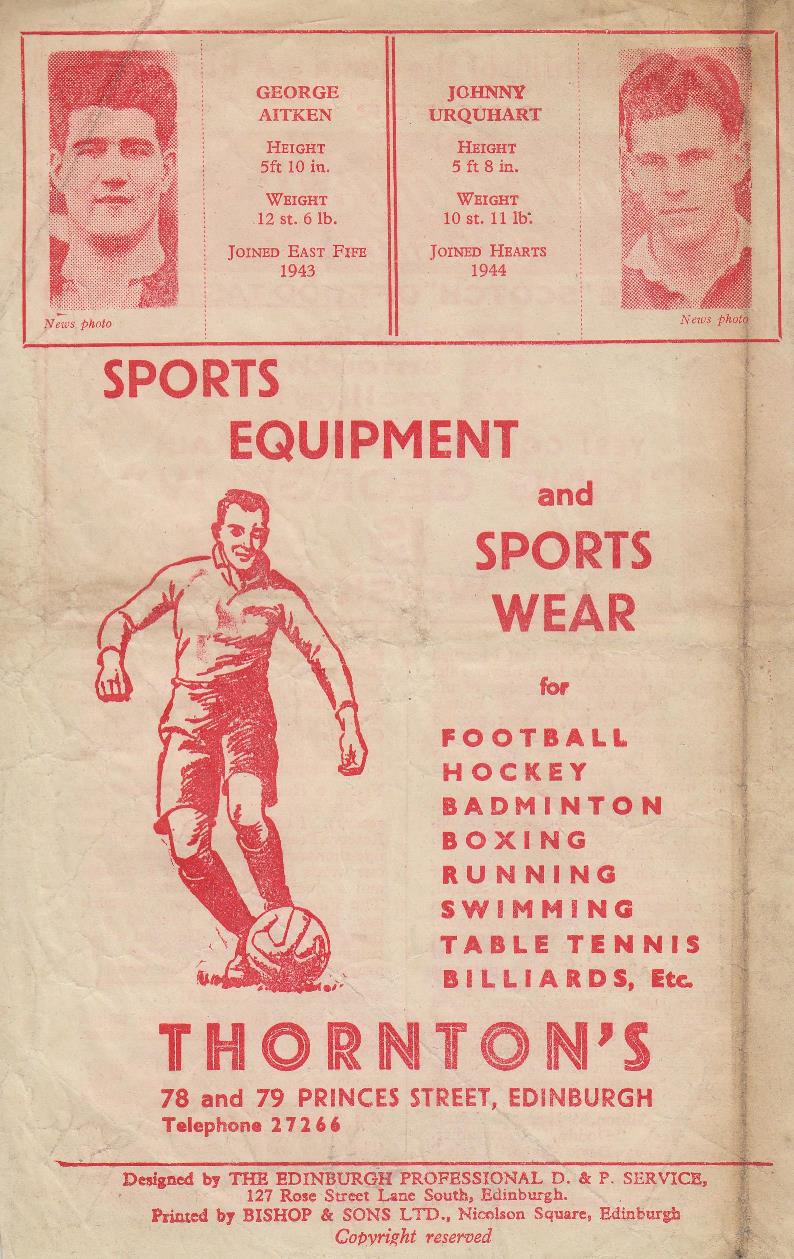 GEORGE
AITKEN
HEIGHT
5ft 10 in.
WEIGHT
12 st. 6 lb.
JOINED EAST FIFE
1943
News photo
JOHNNY
URQUHART
HEIGHT
5 ft 8 in.
WEIGHT
10 st. 11 lb.
JOINED HEARTS
1944
News photo
SPORTS
EQUIPMENT
and
SPORTS
WEAR
for
FOOTBALL
HOCKEY
BADMINTON
BOXING
RUNNING
SWIMMING
TABLE TENNIS
BILLIARDS, Etc.
THORNTON'S
78 and 79 PRINCES STREET, EDINBURGH
Telephone 27266
Designed by THE EDINBURGH PROFESSIONAL D. & P. SERVICE,
127 Rose Street Lane South, Edinburgh.
Printed by BISHOP & SONS LTD., Nicolson Square, Edinburgh
Copyright reserved